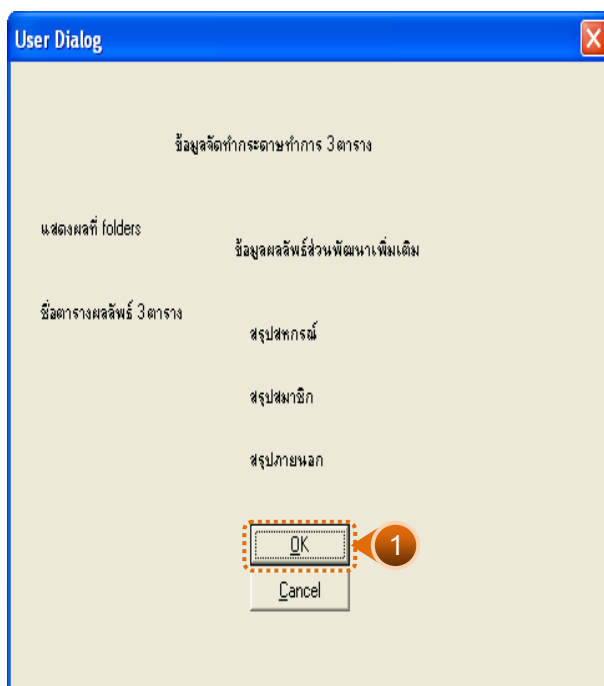 User Dialog
ข้อมูลจัดทำกระดาษทำการ 3 ตาราง
แสดงผลที่ folders
ข้อมูลผลลัพธ์ส่วนพัฒนาเพิ่มเติม
ชื่อตารางผลลัพธ์ 3 ตาราง
สรุปสหกรณ์
สรุปสมาชิก
สรุปภายนอก
OK
1
Cancel